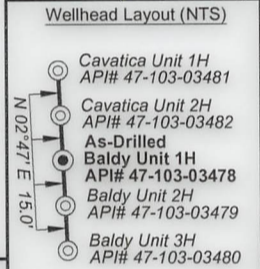 Wellhead Layout (NTS)
Cavatica Unit 1H
API# 47-103-03481
Cavatica Unit 2H
API# 47-103-03482
As-Drilled
Baldy Unit 1H
API# 47-103-03478
Baldy Unit 2H
API# 47-103-03479
Baldy Unit 3H
API# 47-103-03480
N 02°47' E 15.0'